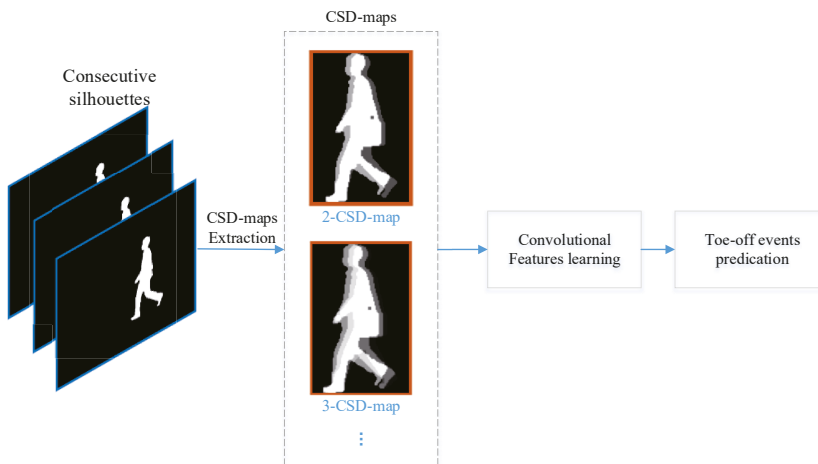 CSD-maps
Consecutive
silhouettes
CSD-maps
Extraction
2-CSD-map
3-CSD-map
Convolutional
Features learning
Toe-off events
predication